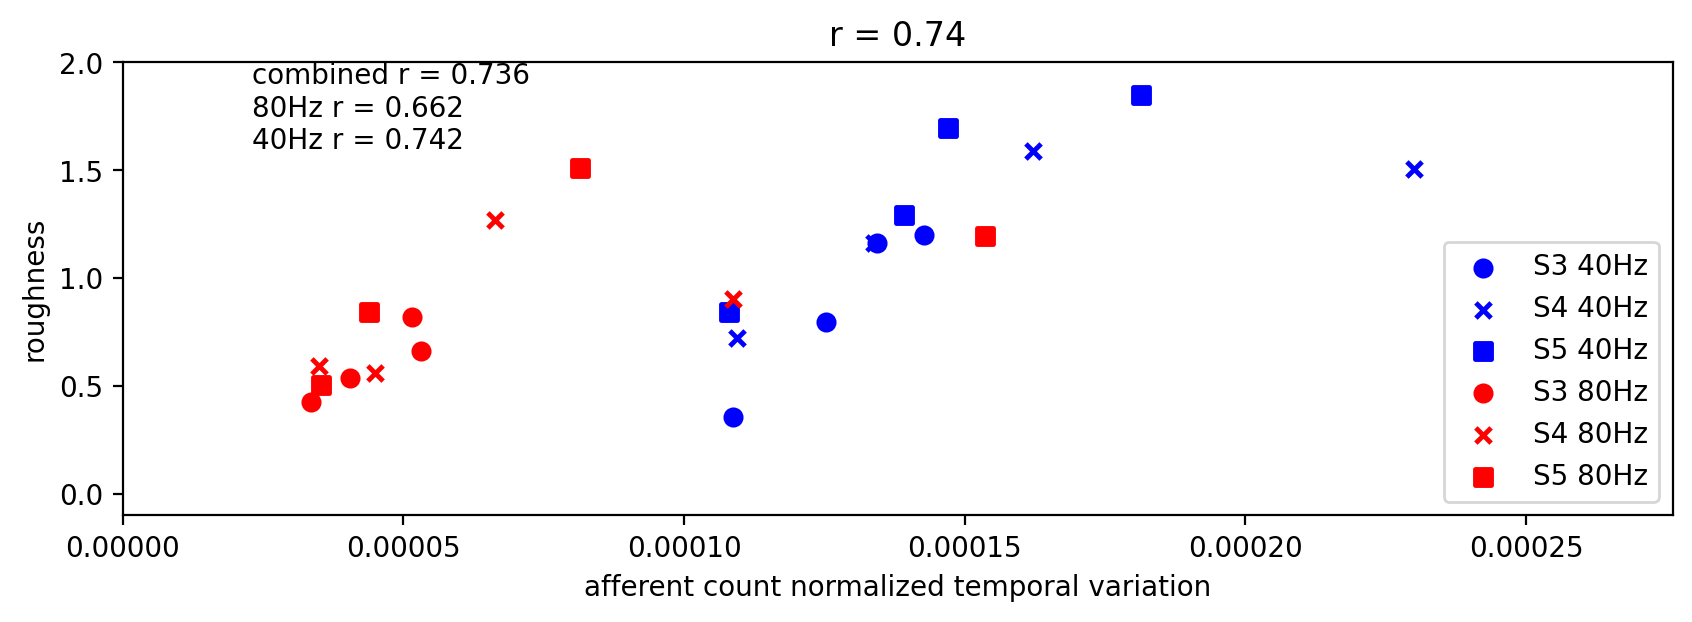 r = 0.74
combined r = 0.736
80Hz r = 0.662
40Hz r = 0.742
2.0
1.5
1.0
0.5
0.0
roughness
S3 40Hz
S4 40Hz
S5 40Hz
S3 80Hz
S4 80Hz
S5 80Hz
0.00000 0.00005 0.00010 0.00015 0.00020 0.00025
afferent count normalized temporal variation